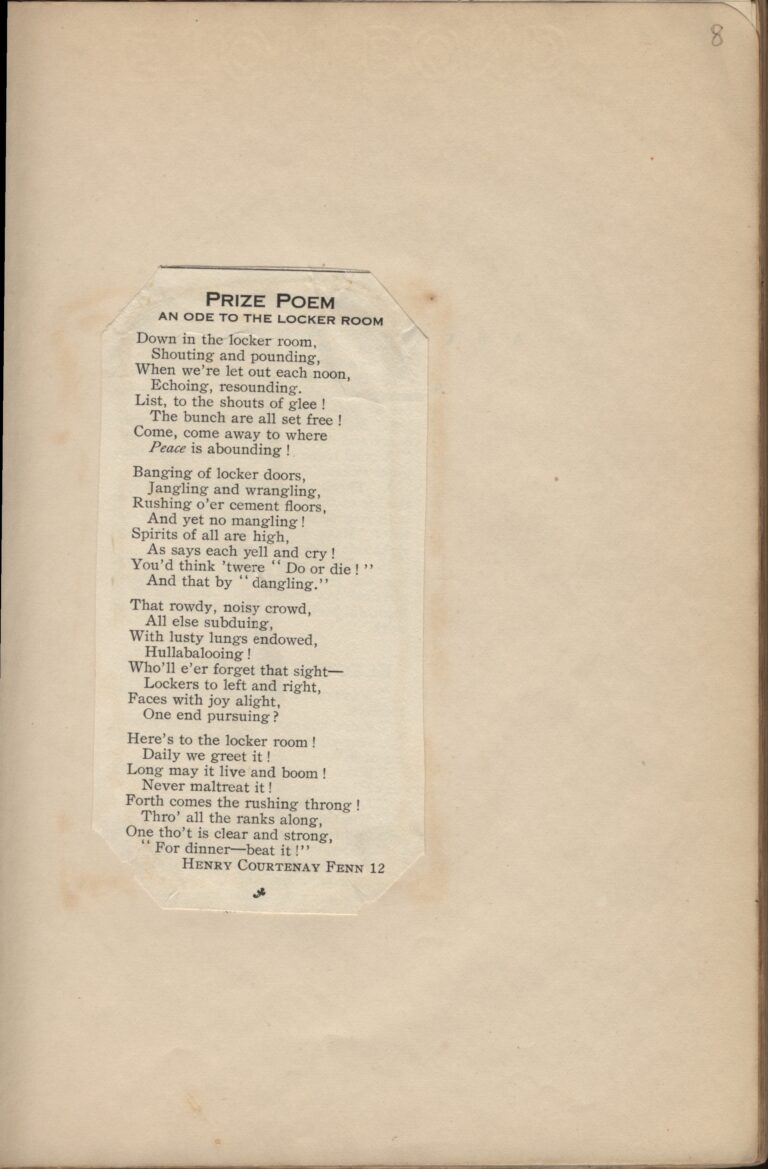 8
PRIZE POEM
AN ODE TO THE LOCKER ROOM
Down in the locker room,
Shouting and pounding,
When we're let out each noon,
Echoing, resounding.
List, to the shouts of glee !
The bunch are all set free !
Come, come away to where
Peace is abounding !
Banging of locker doors,
Jangling and wrangling,
Rushing o'er cement floors,
And yet no mangling !
Spirits of all are high,
As says each yell and cry !
You'd think 'twere “ Do or die ! ”
And that by “ dangling.”
That rowdy, noisy crowd,
All else subduing,
With lusty lungs endowed,
Hullabalooing !
Who'll e'er forget that sight—
Lockers to left and right,
Faces with joy alight,
One end pursuing ?
Here's to the locker room !
Daily we greet it !
Long may it live and boom !
Never maltreat it !
Forth comes the rushing throng !
Thro' all the ranks along,
One tho't is clear and strong,
“ For dinner—beat it !”
HENRY COURTENAY FENN 12